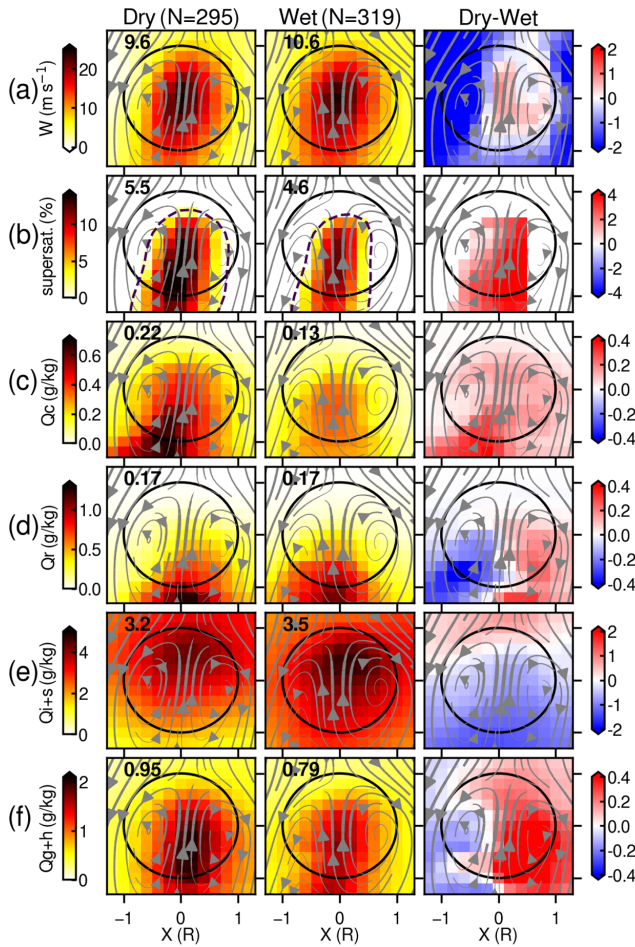 Dry (N=295) Wet (N=319) Dry-Wet
(a) W (m s⁻¹) 20 10 0 9.6 10.6 2 1 0 -1 -2
(b) supersat. (%) 10 5 0 5.5 4.6 4 2 0 -2 -4
(c) Qc (g/kg) 0.6 0.4 0.2 0.0 0.22 0.13 0.4 0.2 0.0 -0.2 -0.4
(d) Qr (g/kg) 1.0 0.5 0.0 0.17 0.17 0.4 0.2 0.0 -0.2 -0.4
(e) Qi+s (g/kg) 4 2 0 3.2 3.5 2 1 0 -1 -2
(f) Qg+h (g/kg) 2 1 0 0.95 0.79 0.4 0.2 0.0 -0.2 -0.4
−1 0 1 −1 0 1 −1 0 1
X (R) X (R) X (R)